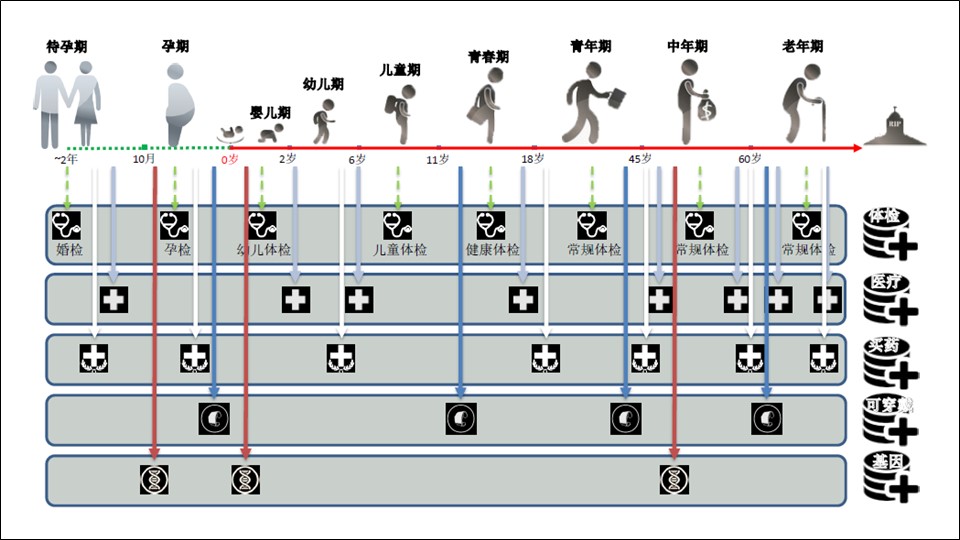 待孕期
孕期
婴儿期
幼儿期
儿童期
青春期
青年期
中年期
老年期
RIP
~2年
10月
0岁
2岁
6岁
11岁
18岁
45岁
60岁
婚检
孕检
幼儿体检
儿童体检
健康体检
常规体检
常规体检
常规体检
体检
医疗
买药
可穿戴
基因